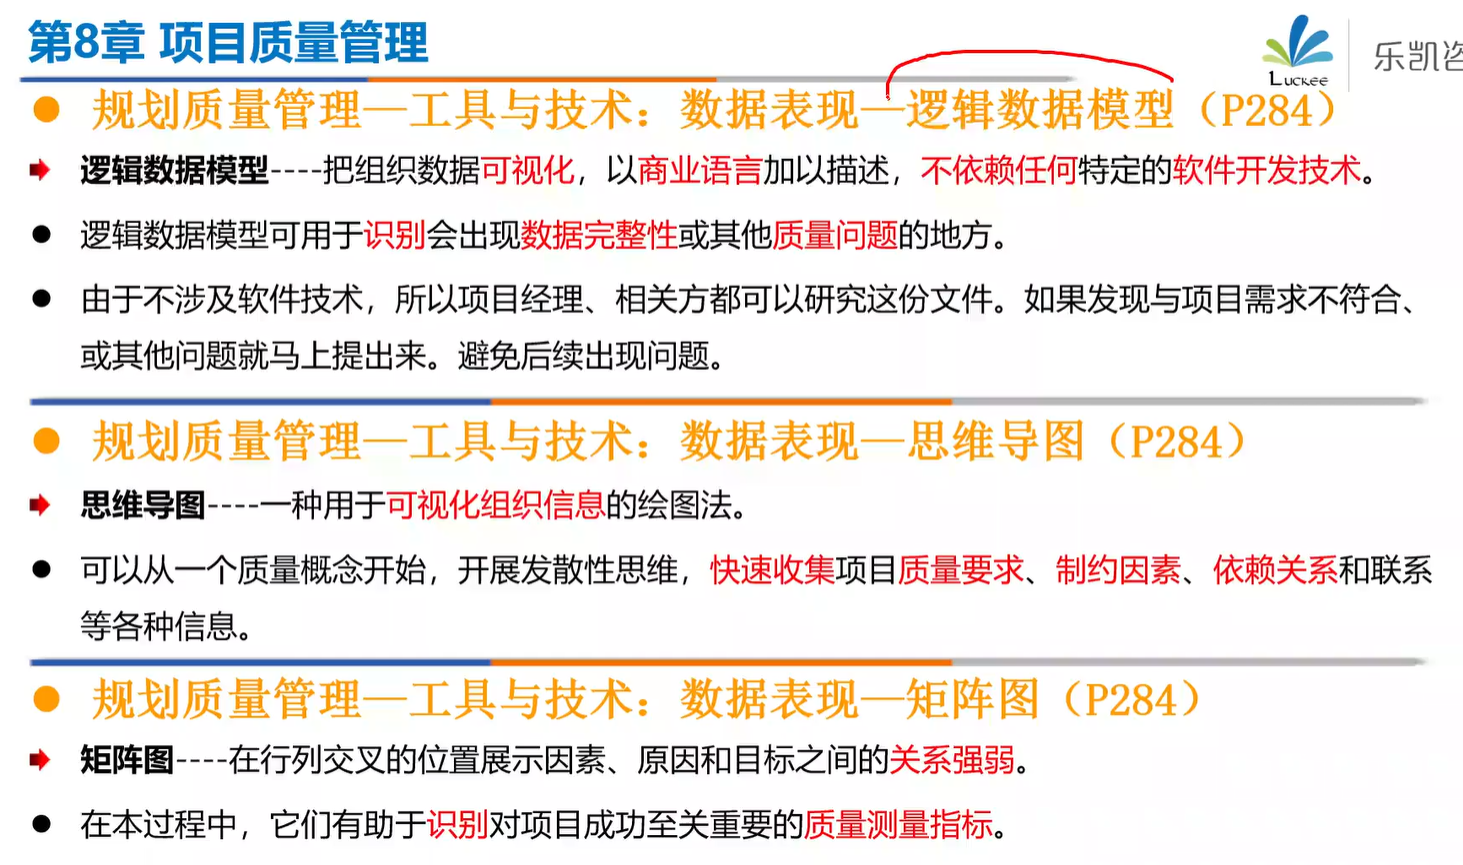 第8章 项目质量管理
LUCKEE
乐凯咨
规划质量管理—工具与技术：数据表现—逻辑数据模型（P284）
逻辑数据模型----把组织数据可视化，以商业语言加以描述，不依赖任何特定的软件开发技术。
逻辑数据模型可用于识别会出现数据完整性或其他质量问题的地方。
由于不涉及软件技术，所以项目经理、相关方都可以研究这份文件。如果发现与项目需求不符合、
或其他问题就马上提出来。避免后续出现问题。
规划质量管理—工具与技术：数据表现—思维导图（P284）
思维导图----一种用于可视化组织信息的绘图法。
可以从一个质量概念开始，开展发散性思维，快速收集项目质量要求、制约因素、依赖关系和联系
等各种信息。
规划质量管理—工具与技术：数据表现—矩阵图（P284）
矩阵图----在行列交叉的位置展示因素、原因和目标之间的关系强弱。
在本过程中，它们有助于识别对项目成功至关重要的质量测量指标。